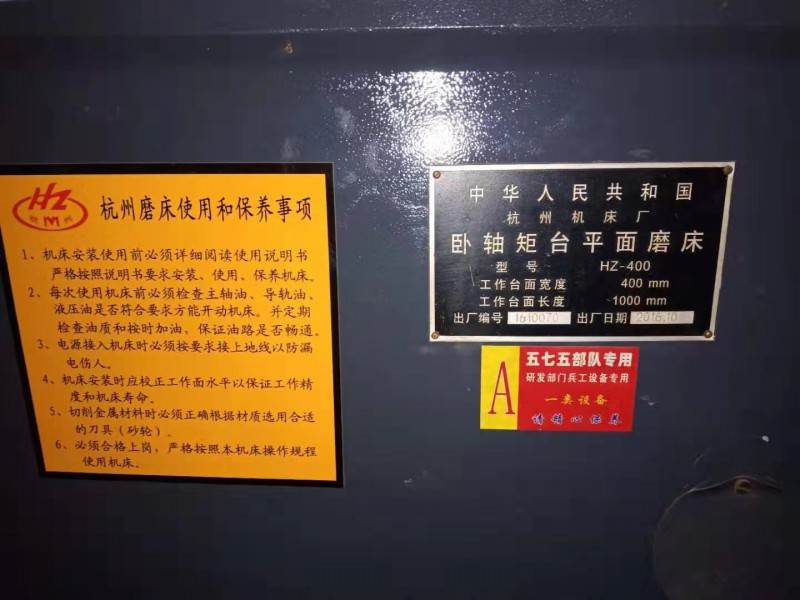 HZ
杭 M 州
杭州磨床使用和保养事项
1、机床安装使用前必须详细阅读使用说明书
严格按照说明书要求安装、使用、保养机床。
2、每次使用机床前必须检查主轴油、导轨油、
液压油是否符合要求方能开动机床。并定期
检查油质和按时加油，保证油路是否畅通。
3、电源接入机床时必须按要求接上地线以防漏
电伤人。
4、机床安装时应校正工作面水平以保证工作精
度和机床寿命。
5、切削金属材料时必须正确根据材质选用合适
的刀具（砂轮）。
6、必须合格上岗，严格按照本机床操作规程
使用机床。
中华人民共和国
杭州机床厂
卧轴矩台平面磨床
型号 HZ-400
工作台面宽度 400 mm
工作台面长度 1000 mm
出厂编号 1610070 出厂日期 2016.10
A
五七五部队专用
研发部门兵工设备专用
一类设备
请精心保养